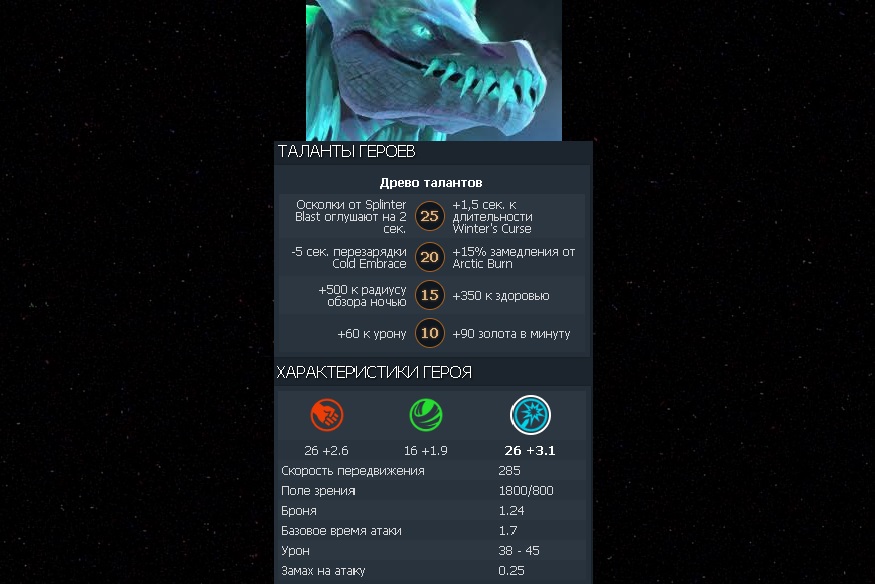 ТАЛАНТЫ ГЕРОЕВ
Древо талантов
Осколки от Splinter
Blast оглушают на 2
сек.
25
+1,5 сек. к
длительности
Winter's Curse
-5 сек. перезарядки
Cold Embrace
20
+15% замедления от
Arctic Burn
+500 к радиусу
обзора ночью
15
+350 к здоровью
+60 к урону
10
+90 золота в минуту
ХАРАКТЕРИСТИКИ ГЕРОЯ
26 +2.6 16 +1.9 26 +3.1
Скорость передвижения 285
Поле зрения 1800/800
Броня 1.24
Базовое время атаки 1.7
Урон 38 - 45
Замах на атаку 0.25